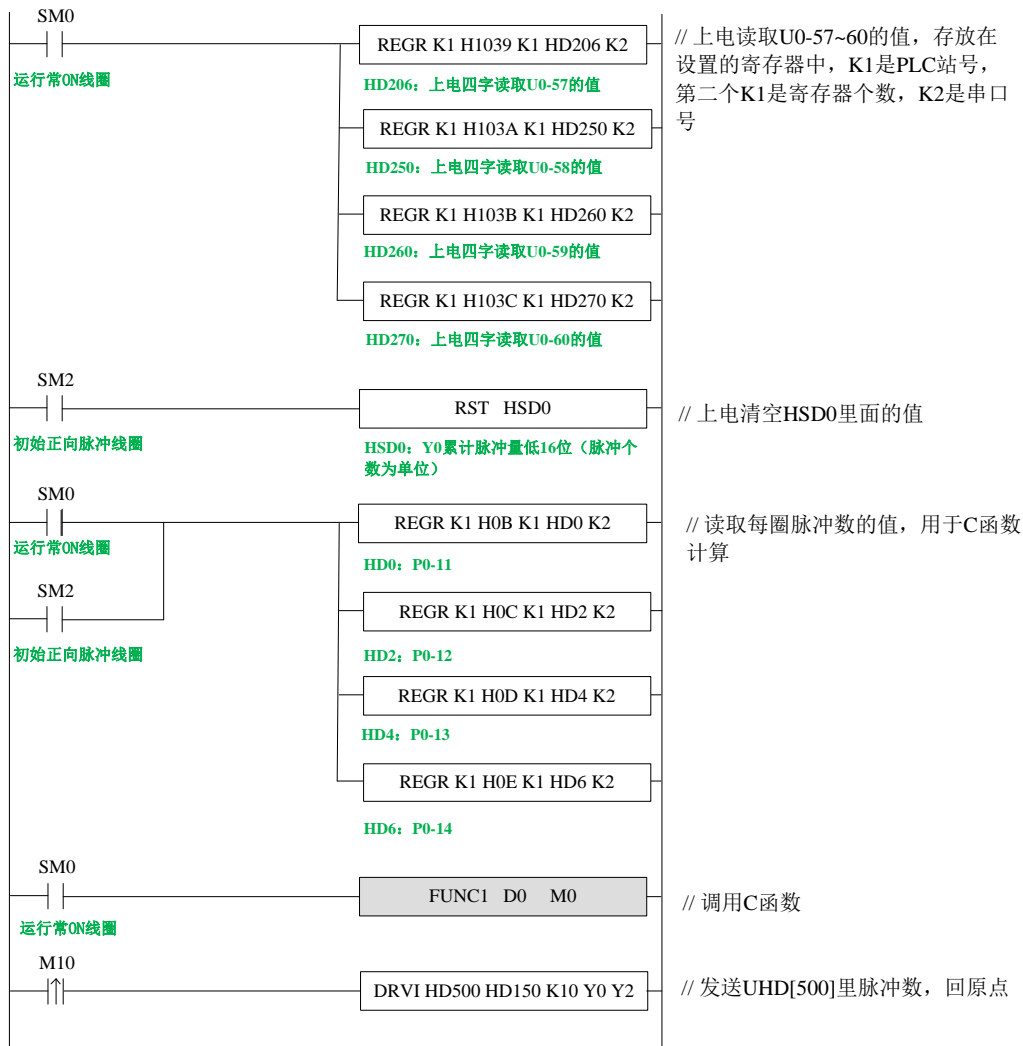 SM0
REGR K1 H1039 K1 HD206 K2
// 上电读取U0-57~60的值，存放在
设置的寄存器中，K1是PLC站号，
第二个K1是寄存器个数，K2是串口
号
运行常ON线圈
HD206：上电四字读取U0-57的值
REGR K1 H103A K1 HD250 K2
HD250：上电四字读取U0-58的值
REGR K1 H103B K1 HD260 K2
HD260：上电四字读取U0-59的值
REGR K1 H103C K1 HD270 K2
HD270：上电四字读取U0-60的值
SM2
RST HSD0
// 上电清空HSD0里面的值
初始正向脉冲线圈
HSD0：Y0累计脉冲量低16位（脉冲个
数为单位）
SM0
REGR K1 H0B K1 HD0 K2
// 读取每圈脉冲数的值，用于C函数
计算
运行常ON线圈
HD0：P0-11
SM2
REGR K1 H0C K1 HD2 K2
初始正向脉冲线圈
HD2：P0-12
REGR K1 H0D K1 HD4 K2
HD4：P0-13
REGR K1 H0E K1 HD6 K2
HD6：P0-14
SM0
FUNC1 D0 M0
// 调用C函数
运行常ON线圈
M10
DRVI HD500 HD150 K10 Y0 Y2
// 发送UHD[500]里脉冲数，回原点